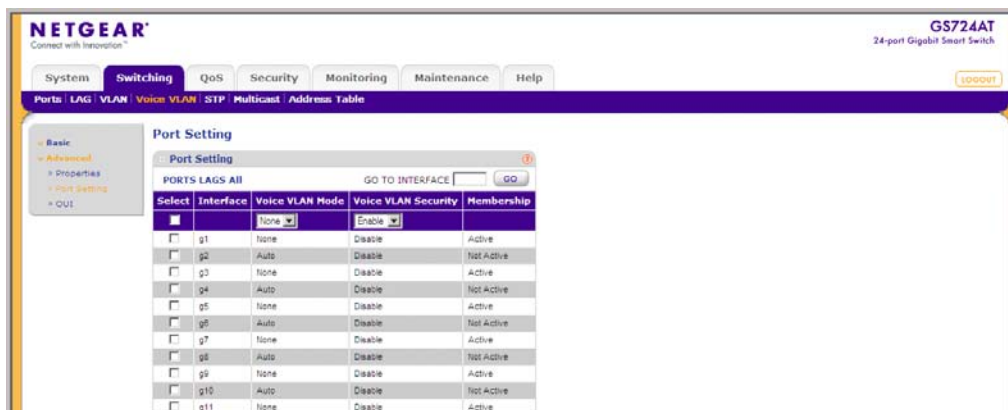 NETGEAR
Connect with Innovation™
GS724AT
24-port Gigabit Smart Switch
System Switching QoS Security Monitoring Maintenance Help
LOGOUT
Ports LAG VLAN Voice VLAN STP Multicast Address Table
Basic
Advanced
Properties
Port Setting
OUI
Port Setting
Port Setting ?
PORTS LAGS All GO TO INTERFACE GO
Select Interface Voice VLAN Mode Voice VLAN Security Membership
None Enable
g1 None Disable Active
g2 Auto Disable Not Active
g3 None Disable Active
g4 Auto Disable Not Active
g5 None Disable Active
g6 Auto Disable Not Active
g7 None Disable Active
g8 Auto Disable Not Active
g9 None Disable Active
g10 Auto Disable Not Active
g11 None Disable Active